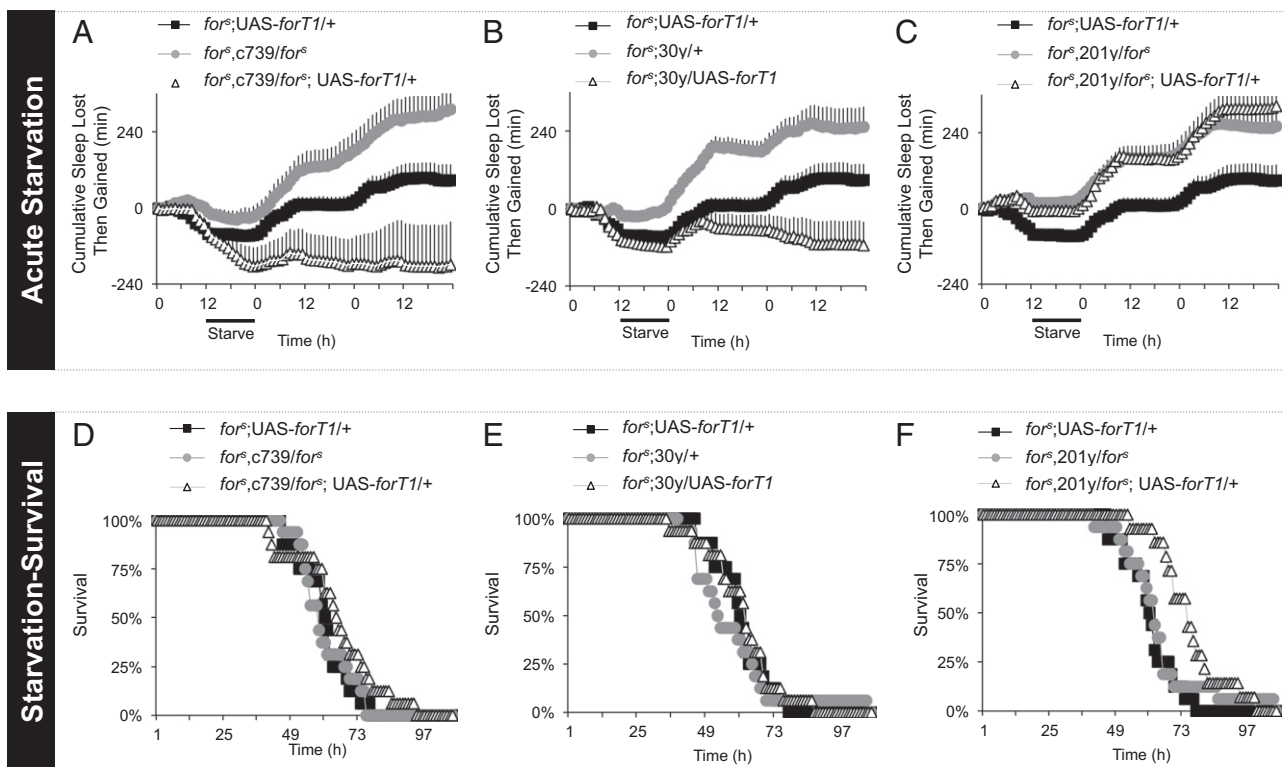 Acute Starvation
A
forˢ;UAS-forT1/+
forˢ,c739/forˢ
forˢ,c739/forˢ; UAS-forT1/+
Cumulative Sleep Lost
Then Gained (min)
240
0
-240
0 12 0 12 0 12
Starve
Time (h)
B
forˢ;UAS-forT1/+
forˢ;30y/+
forˢ;30y/UAS-forT1
Cumulative Sleep Lost
Then Gained (min)
240
0
-240
0 12 0 12 0 12
Starve
Time (h)
C
forˢ;UAS-forT1/+
forˢ,201y/forˢ
forˢ,201y/forˢ; UAS-forT1/+
Cumulative Sleep Lost
Then Gained (min)
240
0
-240
0 12 0 12 0 12
Starve
Time (h)
Starvation-Survival
D
forˢ;UAS-forT1/+
forˢ,c739/forˢ
forˢ,c739/forˢ; UAS-forT1/+
Survival
100%
75%
50%
25%
0%
1 25 49 73 97
Time (h)
E
forˢ;UAS-forT1/+
forˢ;30y/+
forˢ;30y/UAS-forT1
Survival
100%
75%
50%
25%
0%
1 25 49 73 97
Time (h)
F
forˢ;UAS-forT1/+
forˢ,201y/forˢ
forˢ,201y/forˢ; UAS-forT1/+
Survival
100%
75%
50%
25%
0%
1 25 49 73 97
Time (h)